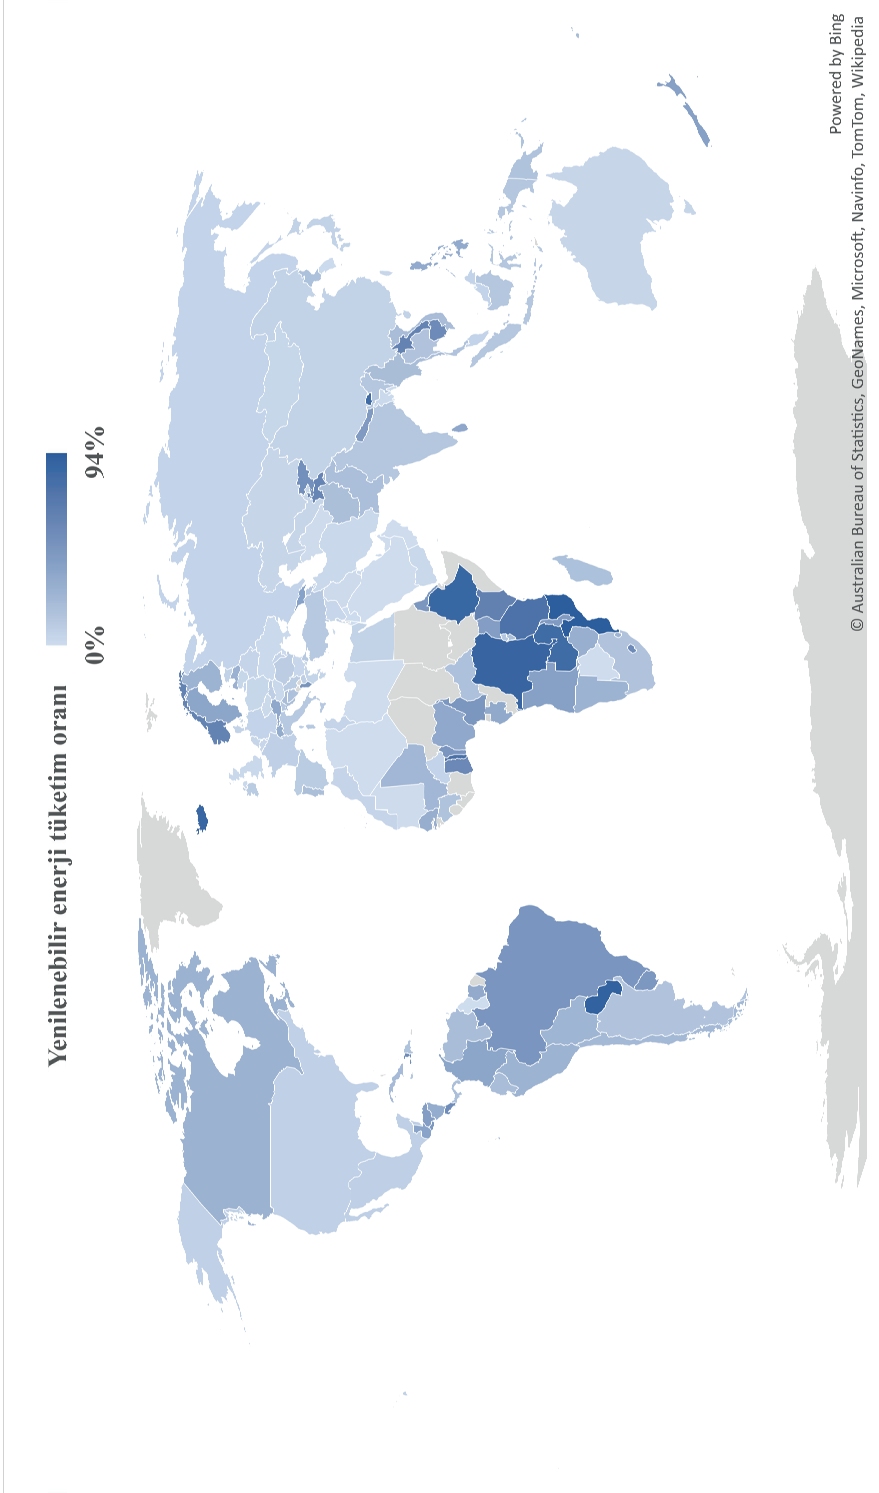 Yenilenebilir enerji tüketim oranı
0%
94%
Powered by Bing
© Australian Bureau of Statistics, GeoNames, Microsoft, Navinfo, TomTom, Wikipedia